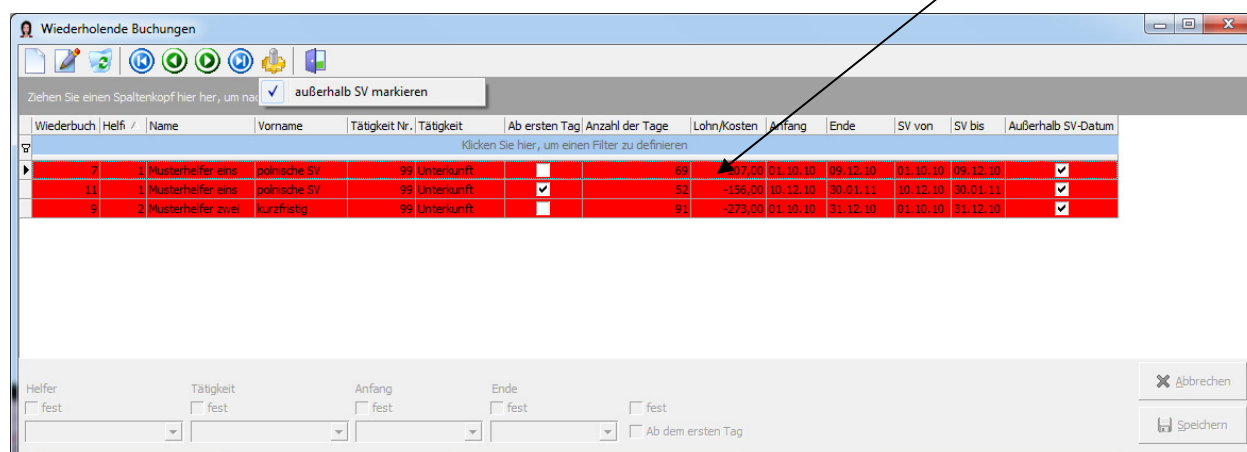 Wiederholende Buchungen
außerhalb SV markieren
Ziehen Sie einen Spaltenkopf hier her, um na
Wiederbuch Helfe Name Vorname Tätigkeit Nr. Tätigkeit Ab ersten Tag Anzahl der Tage Lohn/Kosten Anfang Ende SV von SV bis Außerhalb SV-Datum
Klicken Sie hier, um einen Filter zu definieren
7 1 Musterhelfer eins polnische SV 99 Unterkunft 69 01.10.10 09.12.10 01.10.10 09.12.10
11 1 Musterhelfer eins polnische SV 99 Unterkunft 52 -156,00 10.12.10 30.01.11 10.12.10 30.01.11
9 2 Musterhelfer zwei kurzfristig 99 Unterkunft 91 -273,00 01.10.10 31.12.10 01.10.10 31.12.10
Helfer Tätigkeit Anfang Ende
fest fest fest fest fest
Ab dem ersten Tag
Abbrechen
Speichern